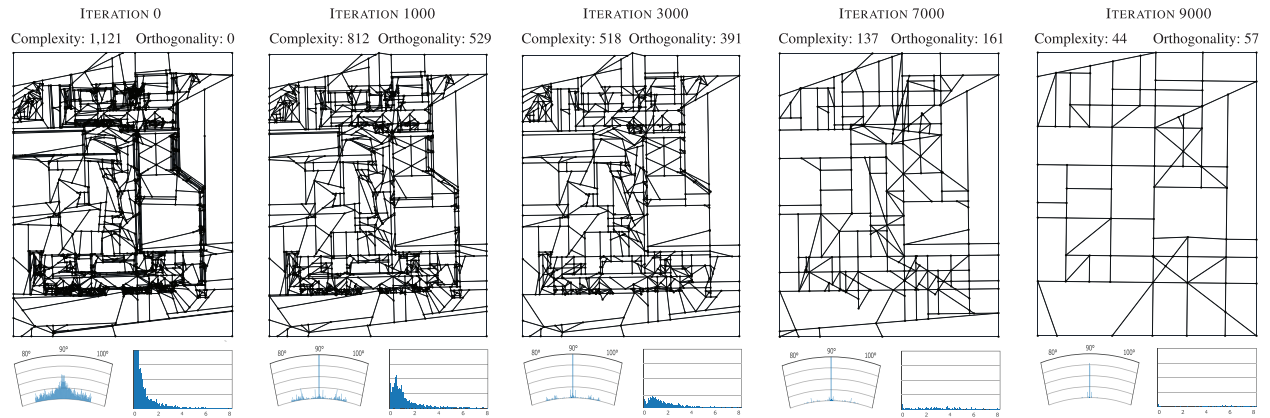 ITERATION 0
Complexity: 1,121 Orthogonality: 0
80° 90° 100°
0 2 4 6 8
ITERATION 1000
Complexity: 812 Orthogonality: 529
80° 90° 100°
0 2 4 6 8
ITERATION 3000
Complexity: 518 Orthogonality: 391
80° 90° 100°
0 2 4 6 8
ITERATION 7000
Complexity: 137 Orthogonality: 161
80° 90° 100°
0 2 4 6 8
ITERATION 9000
Complexity: 44 Orthogonality: 57
80° 90° 100°
0 2 4 6 8